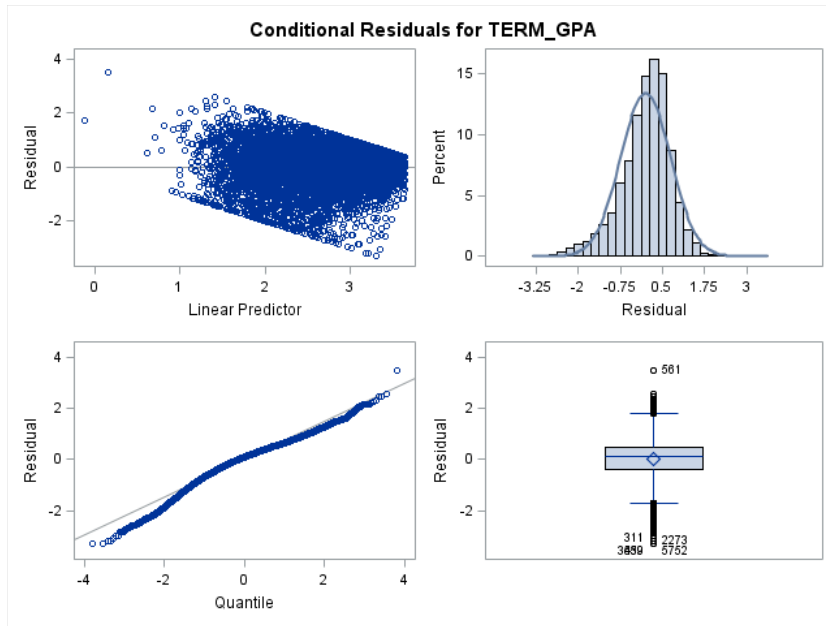 Conditional Residuals for TERM_GPA
4
2
0
-2
Residual
0 1 2 3
Linear Predictor
15
10
5
0
Percent
-3.25 -2 -0.75 0.5 1.75 3
Residual
4
2
0
-2
Residual
-4 -2 0 2 4
Quantile
4
2
0
-2
Residual
561
311 2273
5752